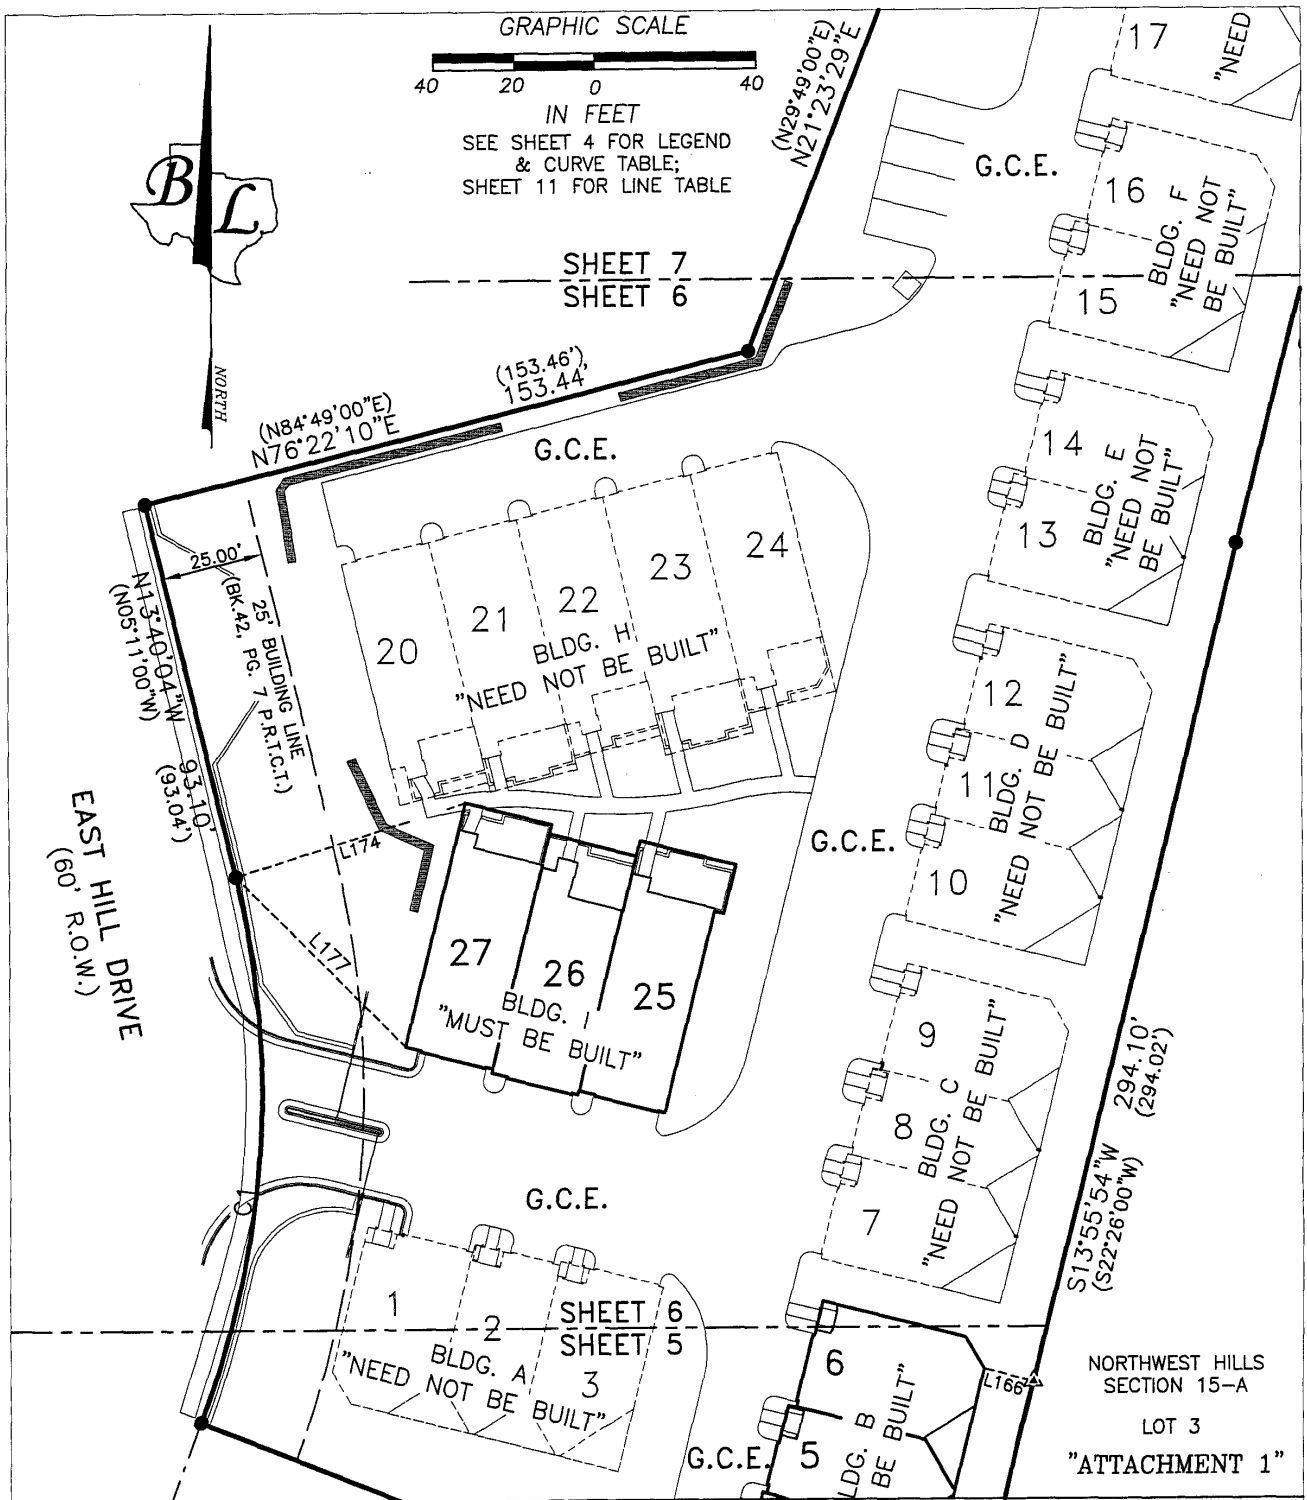 GRAPHIC SCALE
40 20 0 40
IN FEET
SEE SHEET 4 FOR LEGEND
& CURVE TABLE;
SHEET 11 FOR LINE TABLE
B L
NORTH
(N29°49'00"E)
N21°23'29"E
G.C.E.
17
"NEED
16
15
BLDG. F
"NEED NOT
BE BUILT"
SHEET 7
SHEET 6
(153.46')
153.44'
(N84°49'00"E)
N76°22'10"E
G.C.E.
14
13
BLDG. E
"NEED NOT
BE BUILT"
25.00'
25' BUILDING LINE
(BK.42, PG. 7 P.R.T.C.T.)
N13°40'04"W
(N05°11'00"W)
93.10'
(93.04')
20
21
22
23
24
BLDG. H
"NEED NOT BE BUILT"
12
11
10
BLDG. D
"NEED NOT BE BUILT"
EAST HILL DRIVE
(60' R.O.W.)
L174
L177
G.C.E.
27
26
25
BLDG. I
"MUST BE BUILT"
9
8
7
BLDG. C
"NEED NOT BE BUILT"
294.10'
(294.02')
S13°55'54"W
(S22°26'00"W)
G.C.E.
1
2
3
BLDG. A
"NEED NOT BE BUILT"
SHEET 6
SHEET 5
6
5
LDG. B
BE BUILT"
L166
G.C.E.
NORTHWEST HILLS
SECTION 15-A
LOT 3
"ATTACHMENT 1"